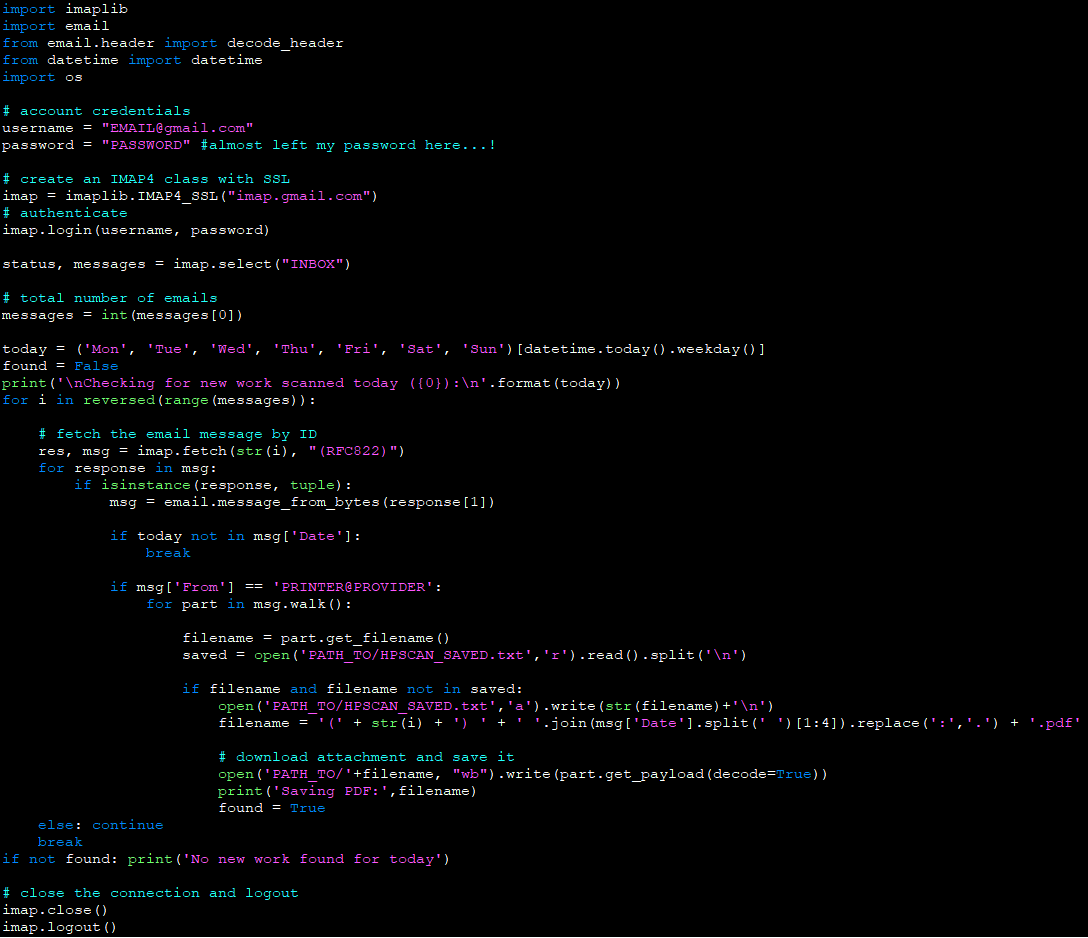 import imaplib
import email
from email.header import decode_header
from datetime import datetime
import os

# account credentials
username = "EMAIL@gmail.com"
password = "PASSWORD" #almost left my password here...!

# create an IMAP4 class with SSL
imap = imaplib.IMAP4_SSL("imap.gmail.com")
# authenticate
imap.login(username, password)

status, messages = imap.select("INBOX")

# total number of emails
messages = int(messages[0])

today = ('Mon', 'Tue', 'Wed', 'Thu', 'Fri', 'Sat', 'Sun')[datetime.today().weekday()]
found = False
print('\nChecking for new work scanned today ({0}):\n'.format(today))
for i in reversed(range(messages)):

    # fetch the email message by ID
    res, msg = imap.fetch(str(i), "(RFC822)")
    for response in msg:
        if isinstance(response, tuple):
            msg = email.message_from_bytes(response[1])

            if today not in msg['Date']:
                break

            if msg['From'] == 'PRINTER@PROVIDER':
                for part in msg.walk():

                    filename = part.get_filename()
                    saved = open('PATH_TO/HPSCAN_SAVED.txt','r').read().split('\n')

                    if filename and filename not in saved:
                        open('PATH_TO/HPSCAN_SAVED.txt','a').write(str(filename)+'\n')
                        filename = '(' + str(i) + ') ' + ' '.join(msg['Date'].split(' ')[1:4]).replace(':','.') + '.pdf'

                        # download attachment and save it
                        open('PATH_TO/'+filename, "wb").write(part.get_payload(decode=True))
                        print('Saving PDF:',filename)
                        found = True
    else: continue
    break
if not found: print('No new work found for today')

# close the connection and logout
imap.close()
imap.logout()